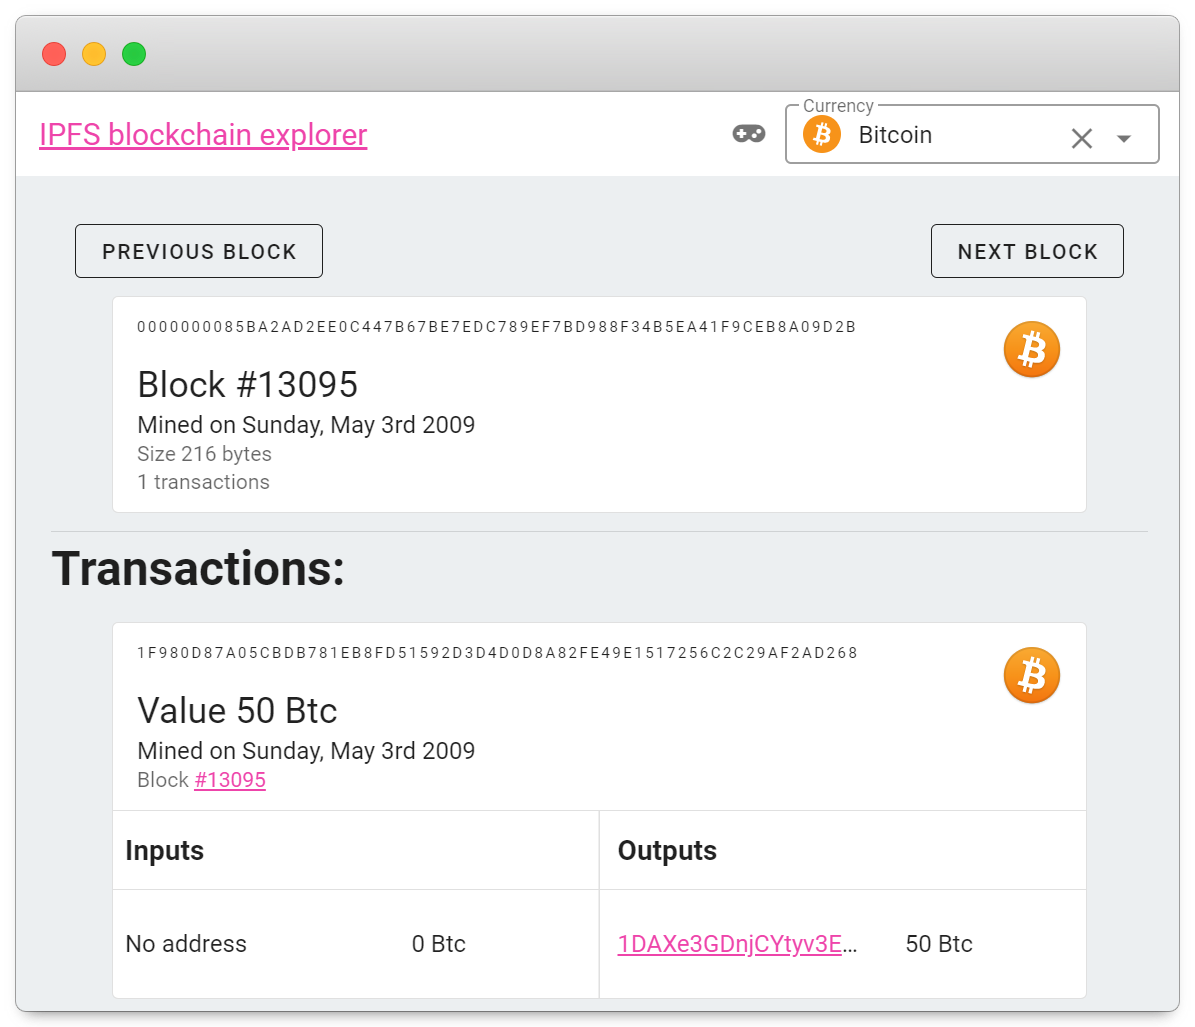 IPFS blockchain explorer
Currency
Bitcoin
PREVIOUS BLOCK
NEXT BLOCK
0000000085BA2AD2EE0C447B67BE7EDC789EF7BD988F34B5EA41F9CEB8A09D2B
Block #13095
Mined on Sunday, May 3rd 2009
Size 216 bytes
1 transactions
Transactions:
1F980D87A05CBDB781EB8FD51592D3D4D0D8A82FE49E1517256C2C29AF2AD268
Value 50 Btc
Mined on Sunday, May 3rd 2009
Block #13095
Inputs
Outputs
No address 0 Btc
1DAXe3GDnjCYtyv3E... 50 Btc